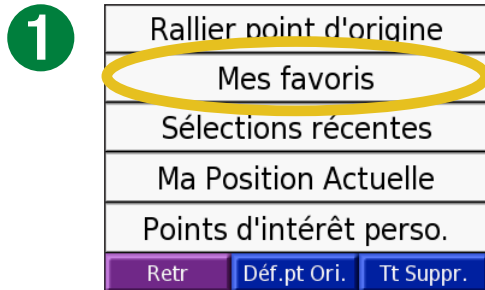 1
Rallier point d'origine
Mes favoris
Sélections récentes
Ma Position Actuelle
Points d'intérêt perso.
Retr Déf.pt Ori. Tt Suppr.